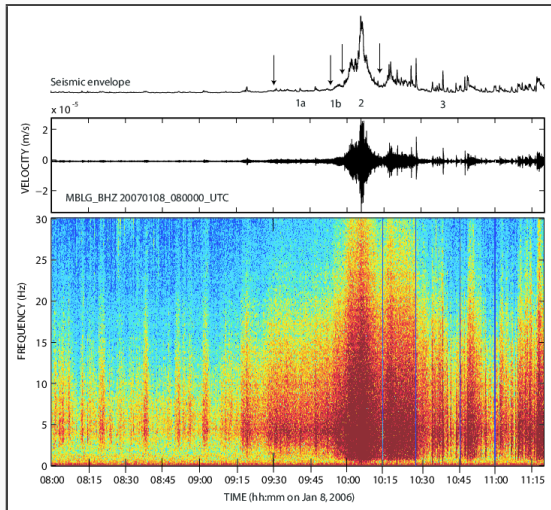 Seismic envelope
1a 1b 2 3
x 10 -5
2
0
−2
VELOCITY (m/s)
MBLG_BHZ 20070108_080000_UTC
30
25
20
15
10
5
0
FREQUENCY (Hz)
08:00 08:15 08:30 08:45 09:00 09:15 09:30 09:45 10:00 10:15 10:30 10:45 11:00 11:15
TIME (hh:mm on Jan 8, 2006)